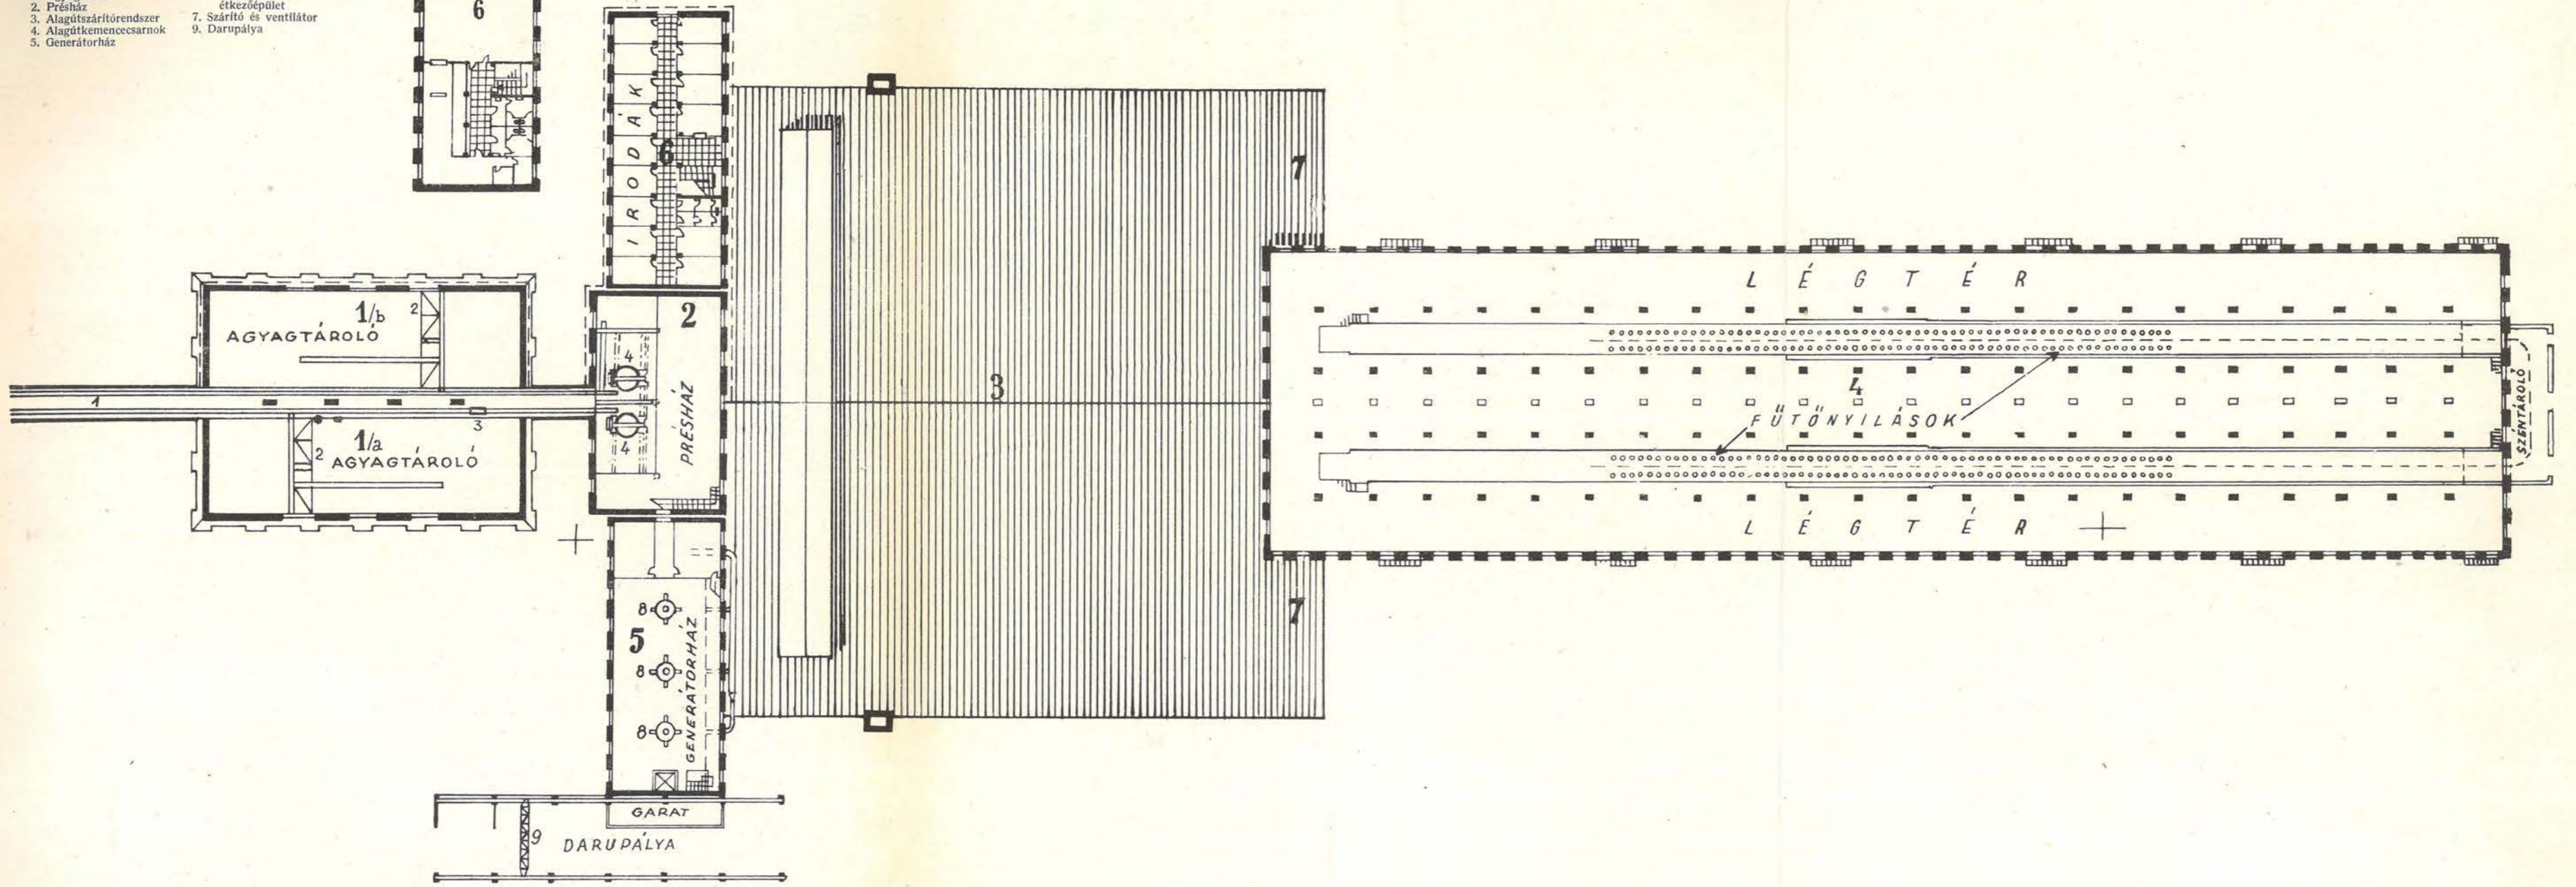 2. Présház
3. Alagútszárítórendszer
4. Alagútkemencecsarnok
5. Generátorház
étkezőépület
7. Szárító és ventilátor
9. Darupálya
6
IRODÁK
6
7
1/b
2
AGYAGTÁROLÓ
1
3
1/a
2
AGYAGTÁROLÓ
2
4
4
PRÉSHÁZ
3
LÉGTÉR
4
FŰTŐNYILÁSOK
SZÉNTÁROLÓ
LÉGTÉR
7
8
5
8
8
GENERÁTORHÁZ
GARAT
9
DARUPÁLYA